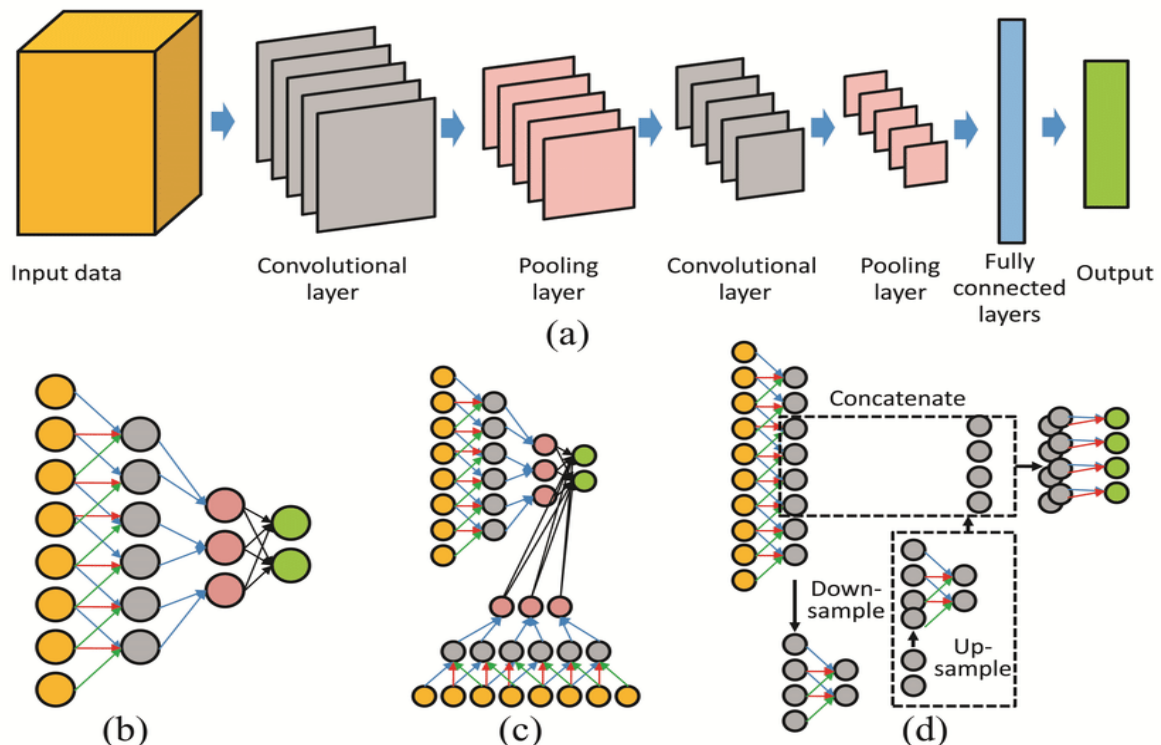 Input data
Convolutional
layer
Pooling
layer
Convolutional
layer
Pooling
layer
Fully
connected
layers
Output
(a)
Concatenate
Down-
sample
Up-
sample
(b)
(c)
(d)